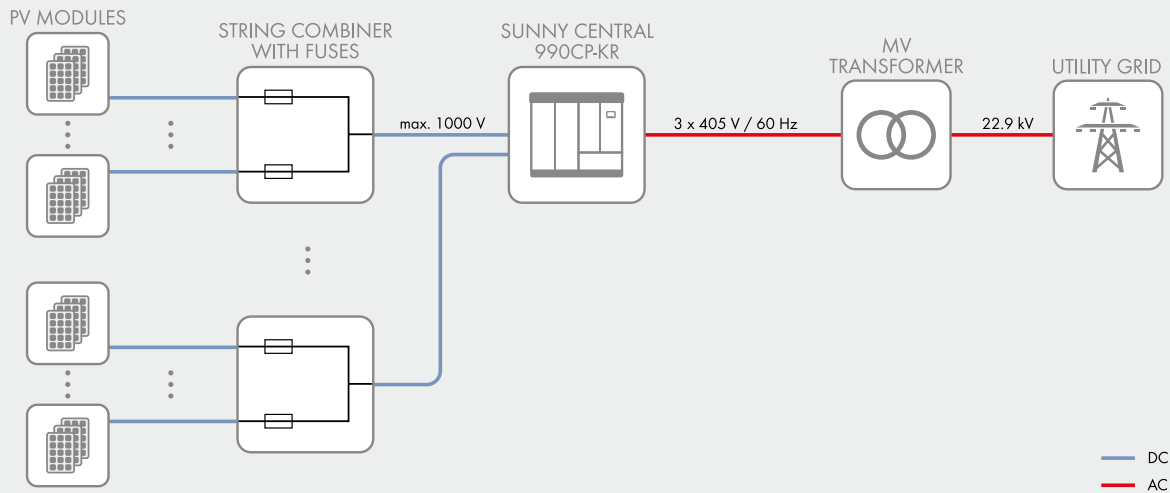 PV MODULES
STRING COMBINER
WITH FUSES
SUNNY CENTRAL
990CP-KR
MV
TRANSFORMER
UTILITY GRID
max. 1000 V
3 x 405 V / 60 Hz
22.9 kV
DC
AC